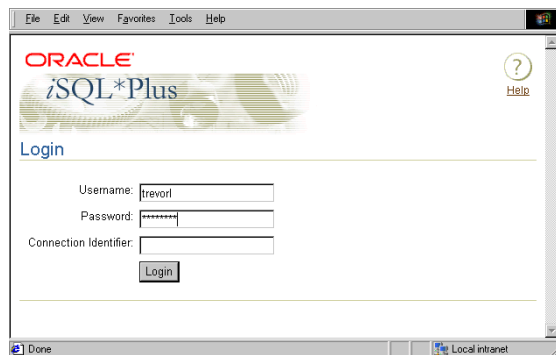 File Edit View Favorites Tools Help
ORACLE
iSQL*Plus
?
Help
Login
Username: trevorl
Password: ********
Connection Identifier:
Login
Done Local intranet